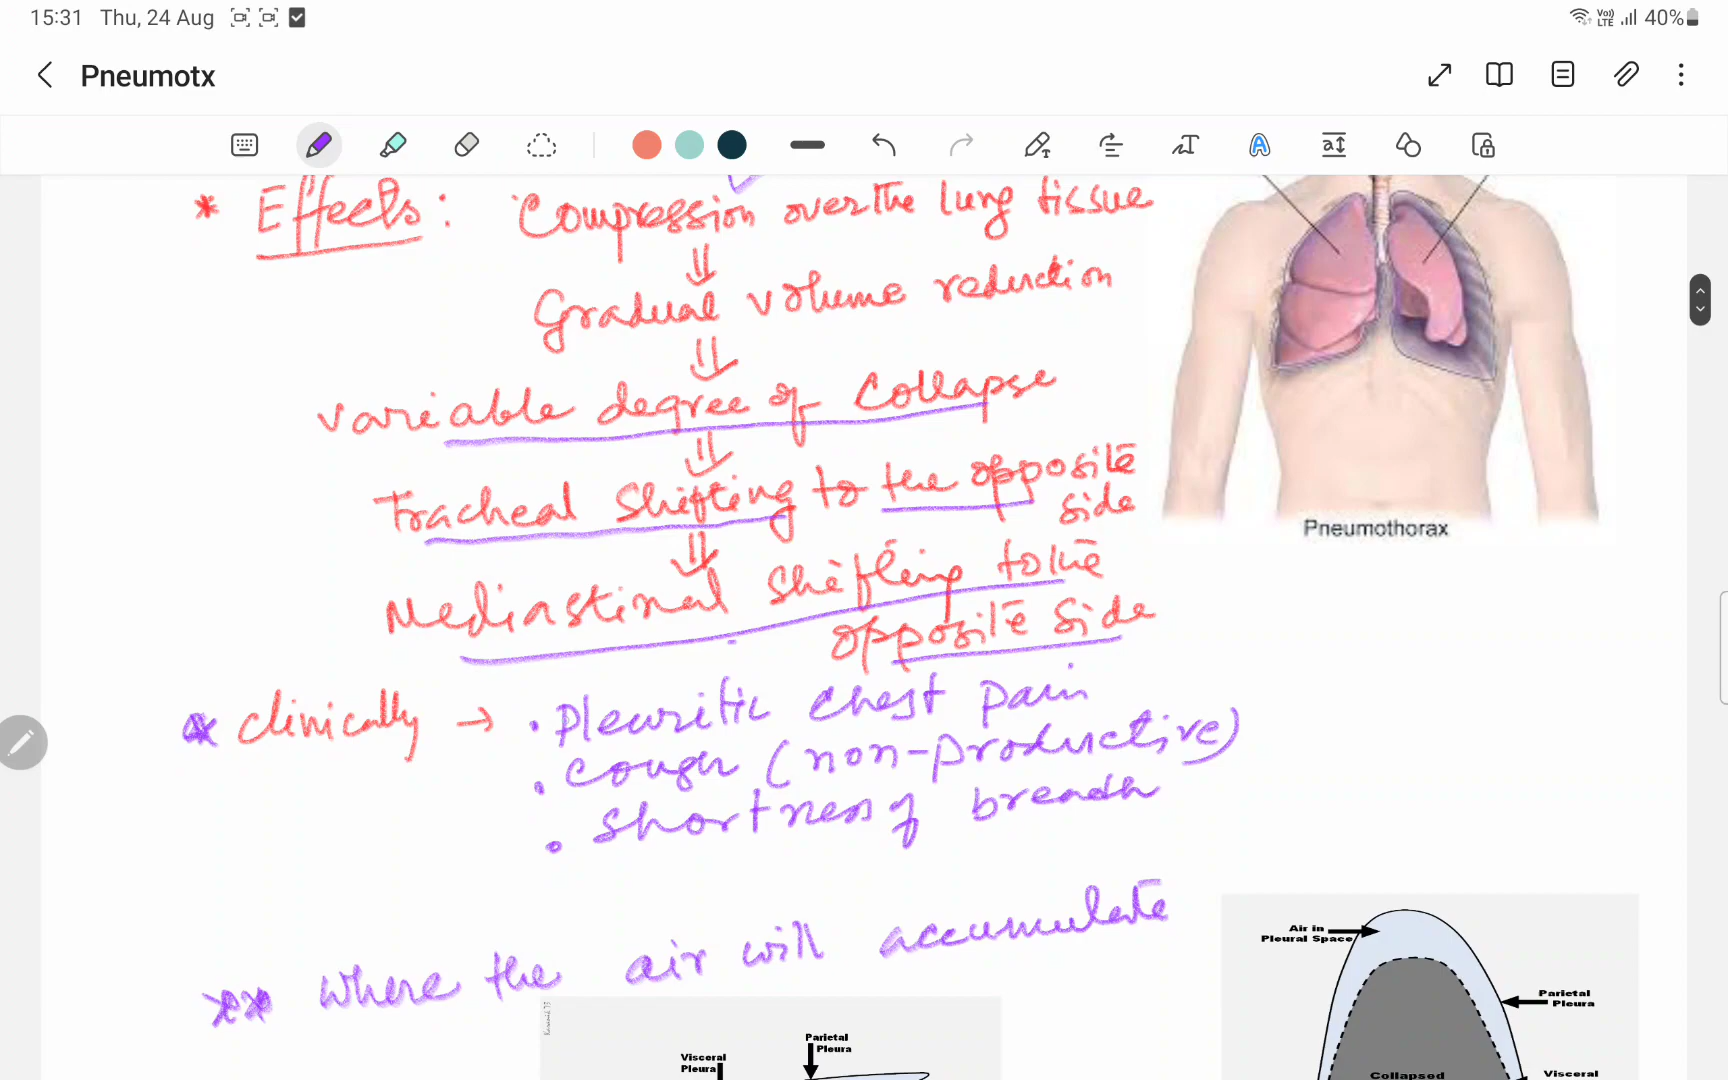 15:31 Thu, 24 Aug
Vo)) LTE 40%
Pneumotx
* Effects : Compression over the lung tissue
Gradual volume reduction
variable degree of collapse
Tracheal shifting to the opposite
side
Mediastinal shifting to the
opposite side
Pneumothorax
* clinically → • pleuritic chest pain
• cough (non-productive)
• shortness of breadh
** where the air will accumulate
Air in
Pleural Space
Parietal
Pleura
Parietal
Pleura
Visceral
Pleura
Collapsed
Visceral